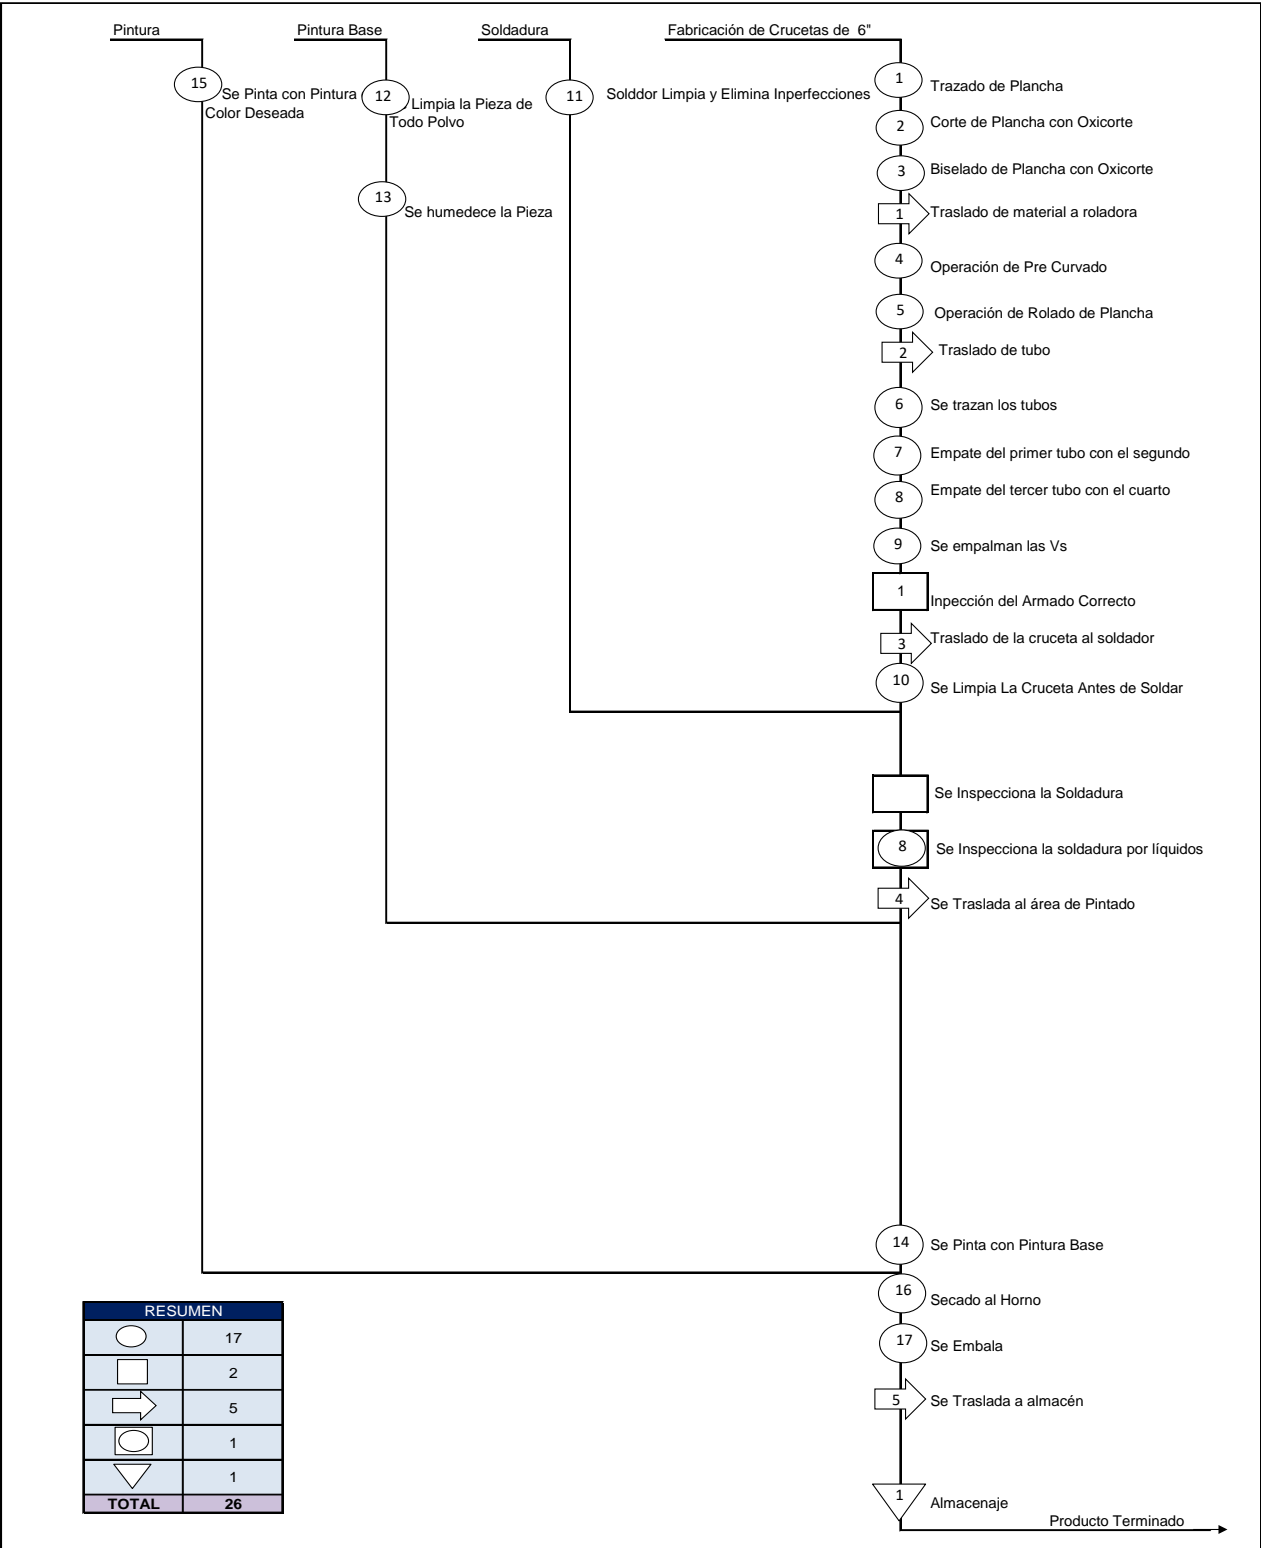 Pintura
Pintura Base
Soldadura
Fabricación de Crucetas de  6"
15
Se Pinta con Pintura
Color Deseada
12
Limpia la Pieza de
Todo Polvo
13
Se humedece la Pieza
11
Solddor Limpia y Elimina Inperfecciones
1
Trazado de Plancha
2
Corte de Plancha con Oxicorte
3
Biselado de Plancha con Oxicorte
1
Traslado de material a roladora
4
Operación de Pre Curvado
5
Operación de Rolado de Plancha
2
Traslado de tubo
6
Se trazan los tubos
7
Empate del primer tubo con el segundo
8
Empate del tercer tubo con el cuarto
9
Se empalman las Vs
1
Inpección del Armado Correcto
3
Traslado de la cruceta al soldador
10
Se Limpia La Cruceta Antes de Soldar
Se Inspecciona la Soldadura
8
Se Inspecciona la soldadura por líquidos
4
Se Traslada al área de Pintado
14
Se Pinta con Pintura Base
16
Secado al Horno
17
Se Embala
5
Se Traslada a almacén
1
Almacenaje
Producto Terminado
RESUMEN
17
2
5
1
1
TOTAL 26